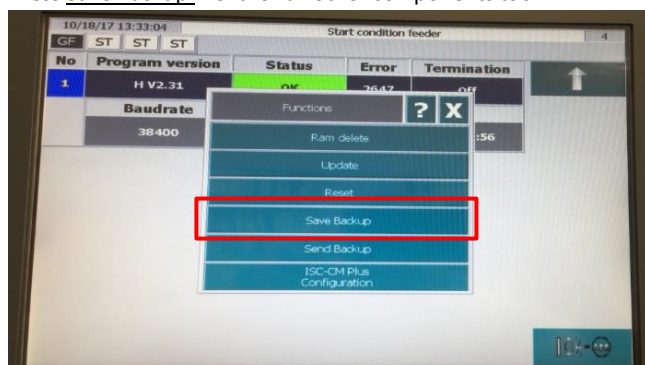 10/18/17 13:33:04 Start condition feeder 4
GF ST ST ST
No Program version Status Error Termination
1 H V2.31 OK 2647 Off
Baudrate Functions ? X
38400 Ram delete :56
Update
Reset
Save Backup
Send Backup
ISC-CM Plus
Configuration